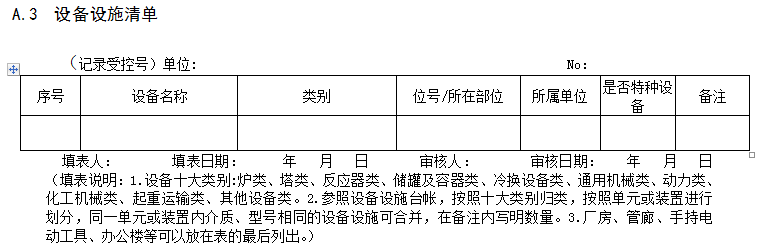 A.3 设备设施清单
（记录受控号）单位: No:
序号 设备名称 类别 位号/所在部位 所属单位 是否特种设备 备注
填表人: 填表日期: 年 月 日 审核人: 审核日期: 年 月 日
（填表说明：1.设备十大类别:炉类、塔类、反应器类、储罐及容器类、冷换设备类、通用机械类、动力类、
化工机械类、起重运输类、其他设备类。2.参照设备设施台帐，按照十大类别归类，按照单元或装置进行
划分，同一单元或装置内介质、型号相同的设备设施可合并，在备注内写明数量。3.厂房、管廊、手持电
动工具、办公楼等可以放在表的最后列出。）